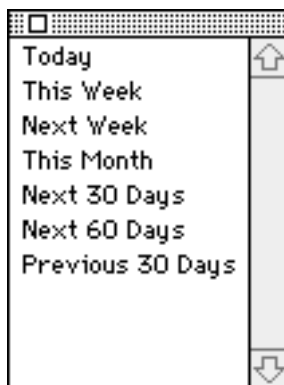 Today
This Week
Next Week
This Month
Next 30 Days
Next 60 Days
Previous 30 Days